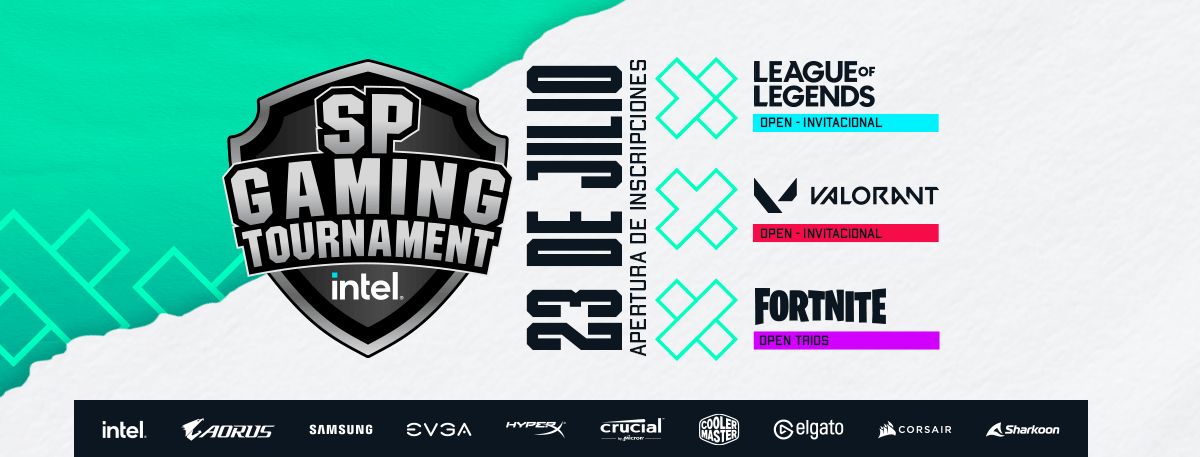 SP
GAMING
TOURNAMENT
intel.
23 DE JULIO
APERTURA DE INSCRIPCIONES
LEAGUE OF
LEGENDS
OPEN - INVITACIONAL
VALORANT
OPEN - INVITACIONAL
FORTNITE
OPEN TRIOS
intel. AORUS SAMSUNG EVGA HYPERX crucial by Micron COOLER MASTER elgato CORSAIR Sharkoon